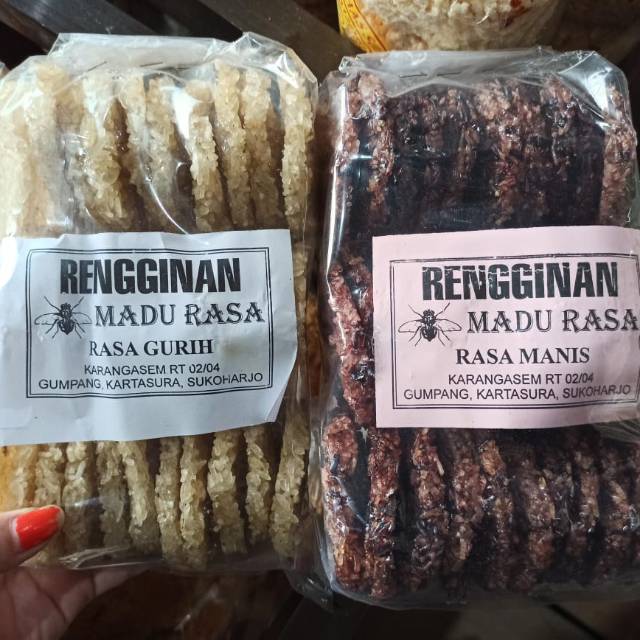 RENGGINAN
MADU RASA
RASA GURIH
KARANGASEM RT 02/04
GUMPANG, KARTASURA, SUKOHARJO
RENGGINAN
MADU RASA
RASA MANIS
KARANGASEM RT 02/04
GUMPANG, KARTASURA, SUKOHARJO